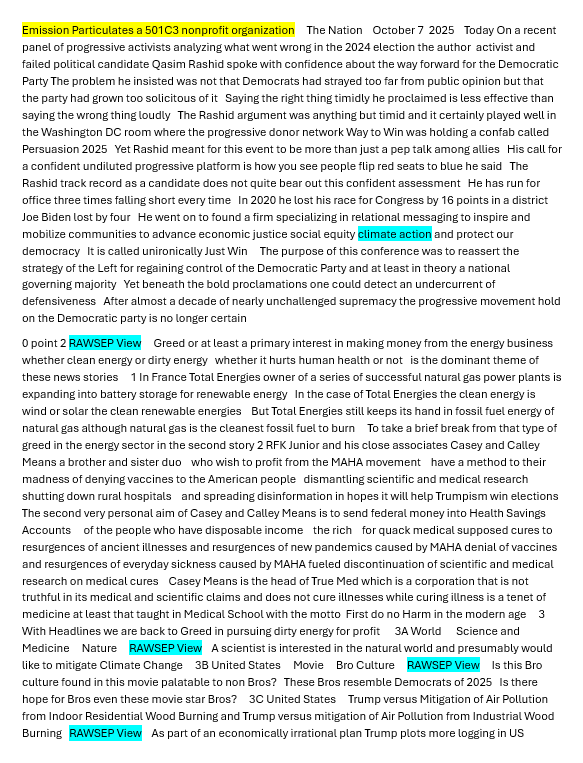 Emission Particulates a 501C3 nonprofit organization    The Nation   October 7  2025   Today On a recent
panel of progressive activists analyzing what went wrong in the 2024 election the author  activist and
failed political candidate Qasim Rashid spoke with confidence about the way forward for the Democratic
Party The problem he insisted was not that Democrats had strayed too far from public opinion but that
the party had grown too solicitous of it   Saying the right thing timidly he proclaimed is less effective than
saying the wrong thing loudly   The Rashid argument was anything but timid and it certainly played well in
the Washington DC room where the progressive donor network Way to Win was holding a confab called
Persuasion 2025   Yet Rashid meant for this event to be more than just a pep talk among allies   His call for
a confident undiluted progressive platform is how you see people flip red seats to blue he said   The
Rashid track record as a candidate does not quite bear out this confident assessment   He has run for
office three times falling short every time   In 2020 he lost his race for Congress by 16 points in a district
Joe Biden lost by four   He went on to found a firm specializing in relational messaging to inspire and
mobilize communities to advance economic justice social equity climate action and protect our
democracy   It is called unironically Just Win    The purpose of this conference was to reassert the
strategy of the Left for regaining control of the Democratic Party and at least in theory a national
governing majority   Yet beneath the bold proclamations one could detect an undercurrent of
defensiveness   After almost a decade of nearly unchallenged supremacy the progressive movement hold
on the Democratic party is no longer certain
0 point 2 RAWSEP View    Greed or at least a primary interest in making money from the energy business
whether clean energy or dirty energy   whether it hurts human health or not   is the dominant theme of
these news stories    1 In France Total Energies owner of a series of successful natural gas power plants is
expanding into battery storage for renewable energy   In the case of Total Energies the clean energy is
wind or solar the clean renewable energies    But Total Energies still keeps its hand in fossil fuel energy of
natural gas although natural gas is the cleanest fossil fuel to burn    To take a brief break from that type of
greed in the energy sector in the second story 2 RFK Junior and his close associates Casey and Calley
Means a brother and sister duo   who wish to profit from the MAHA movement   have a method to their
madness of denying vaccines to the American people   dismantling scientific and medical research
shutting down rural hospitals    and spreading disinformation in hopes it will help Trumpism win elections
The second very personal aim of Casey and Calley Means is to send federal money into Health Savings
Accounts    of the people who have disposable income   the rich   for quack medical supposed cures to
resurgences of ancient illnesses and resurgences of new pandemics caused by MAHA denial of vaccines
and resurgences of everyday sickness caused by MAHA fueled discontinuation of scientific and medical
research on medical cures    Casey Means is the head of True Med which is a corporation that is not
truthful in its medical and scientific claims and does not cure illnesses while curing illness is a tenet of
medicine at least that taught in Medical School with the motto  First do no Harm in the modern age    3
With Headlines we are back to Greed in pursuing dirty energy for profit    3A World    Science and
Medicine    Nature    RAWSEP View    A scientist is interested in the natural world and presumably would
like to mitigate Climate Change    3B United States    Movie    Bro Culture    RAWSEP View    Is this Bro
culture found in this movie palatable to non Bros?   These Bros resemble Democrats of 2025   Is there
hope for Bros even these movie star Bros?    3C United States    Trump versus Mitigation of Air Pollution
from Indoor Residential Wood Burning and Trump versus mitigation of Air Pollution from Industrial Wood
Burning   RAWSEP View    As part of an economically irrational plan Trump plots more logging in US